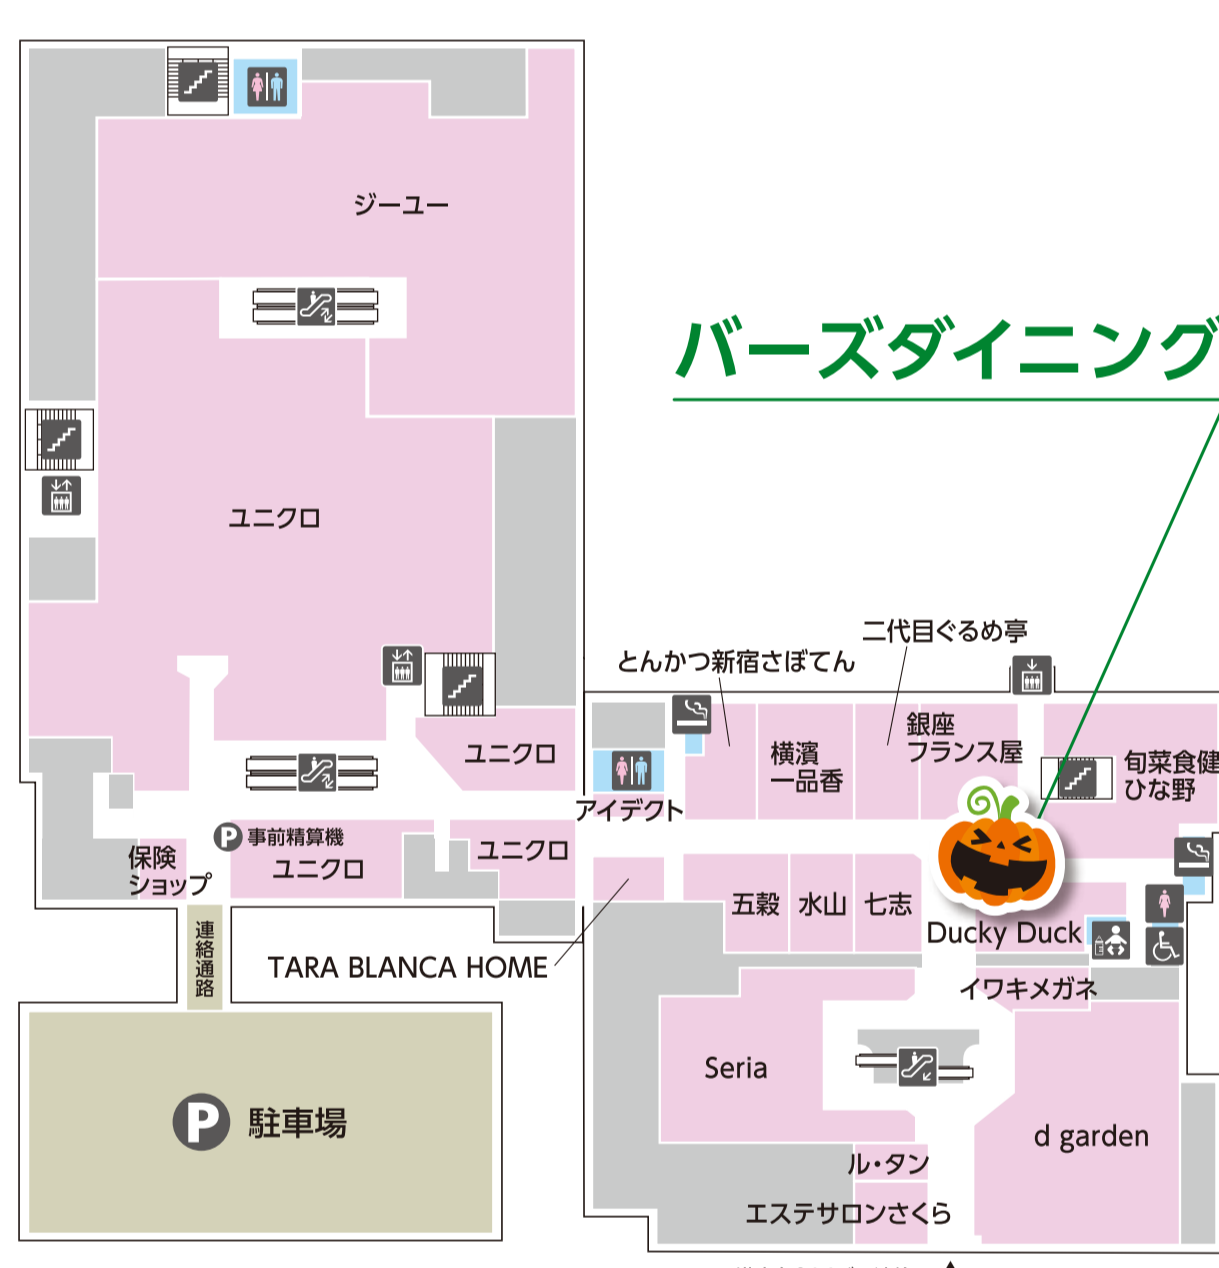 ジーユー
バーズダイニング
ユニクロ
二代目ぐるめ亭
とんかつ新宿さぼてん
銀座
フランス屋
横濱
一品香
旬菜食健
ひな野
ユニクロ
アイデクト
P 事前精算機
ユニクロ
ユニクロ
保険
ショップ
五穀
水山
七志
Ducky Duck
連絡通路
TARA BLANCA HOME
イワキメガネ
Seria
P 駐車場
d garden
ル・タン
エステサロンさくら